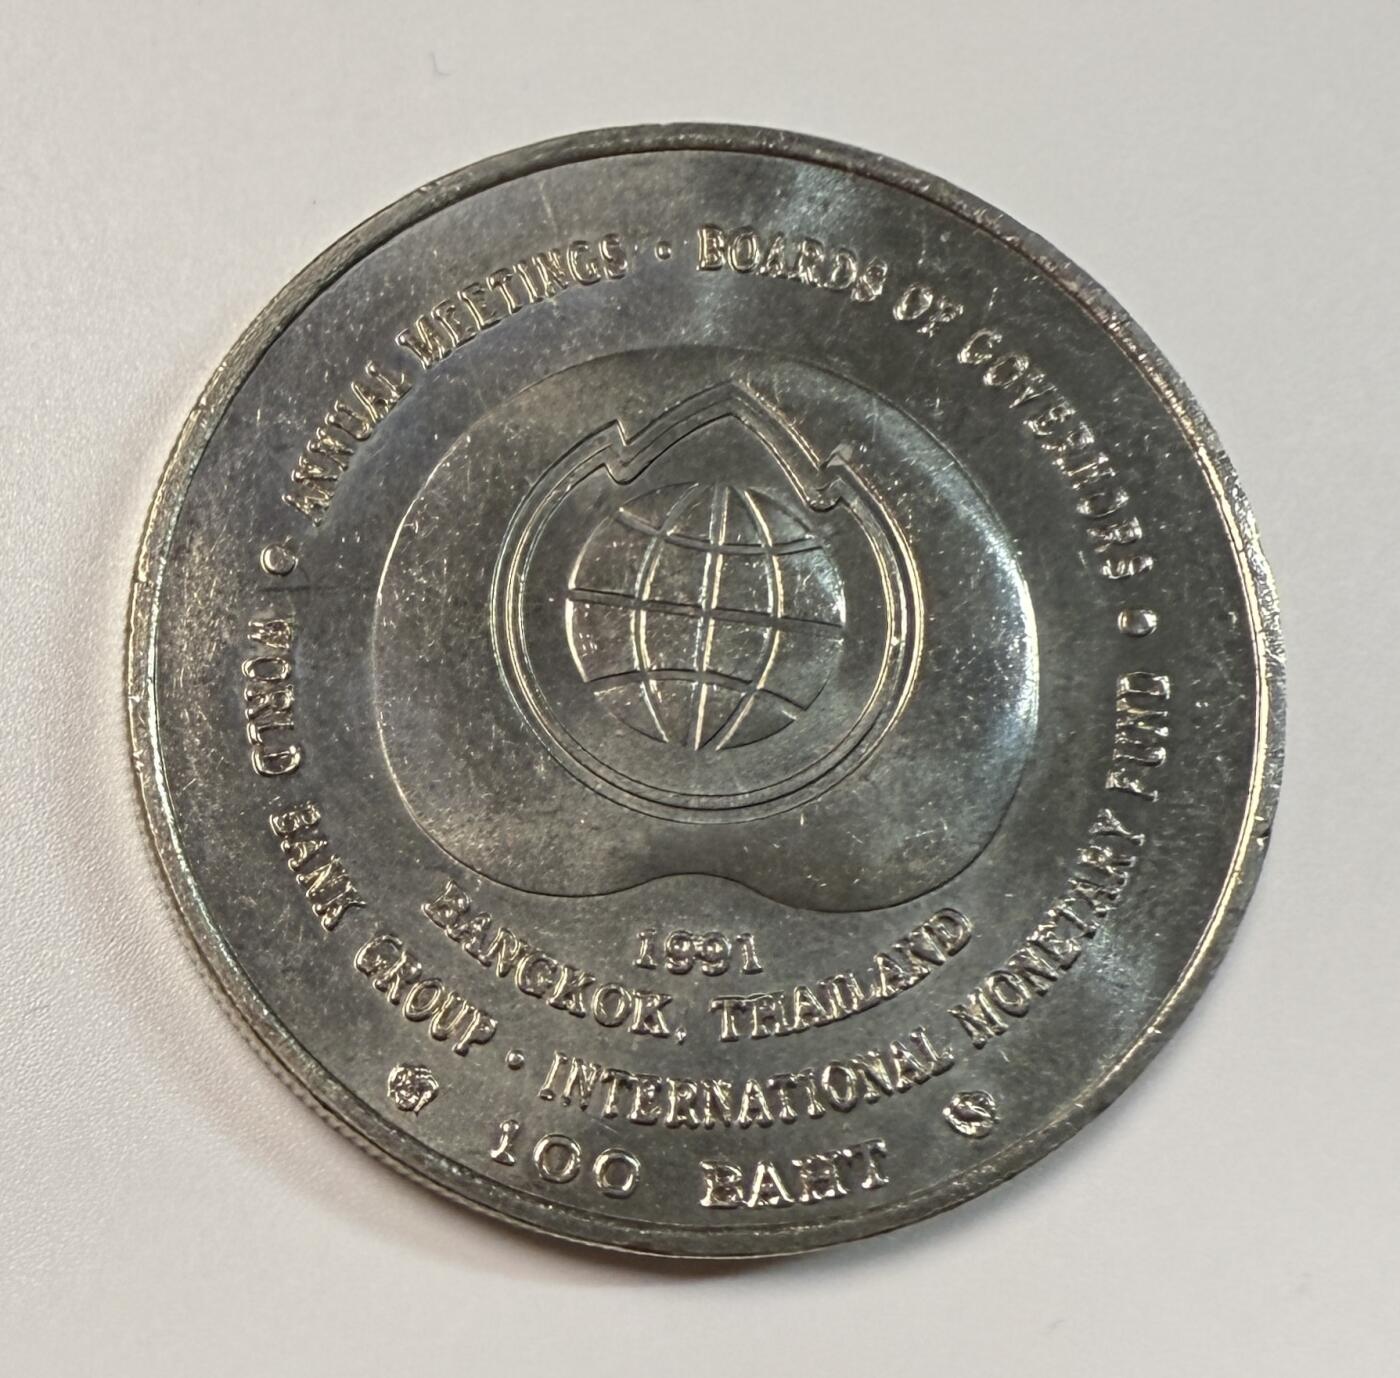 ANNUAL MEETINGS · BOARDS OF GOVERNORS
WORLD BANK GROUP · INTERNATIONAL MONETARY FUND
1991
BANGKOK, THAILAND
100 BAHT